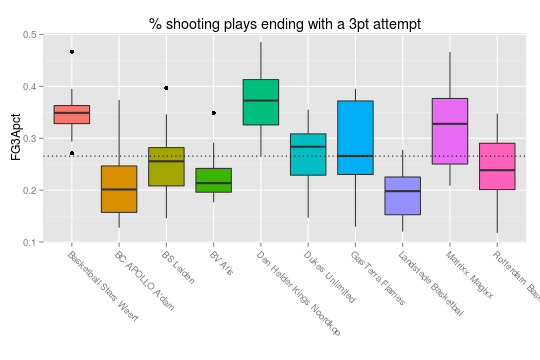 % shooting plays ending with a 3pt attempt
FG3Apct
0.5
0.4
0.3
0.2
0.1
Basketball Stars Weert
BC APOLLO A'dam
BS Leiden
BV Aris
Den Helder Kings Noordkop
Dukes Unlimited
GasTerra Flames
Landstede Basketbal
Matrixx Magixx
Rotterdam Bas